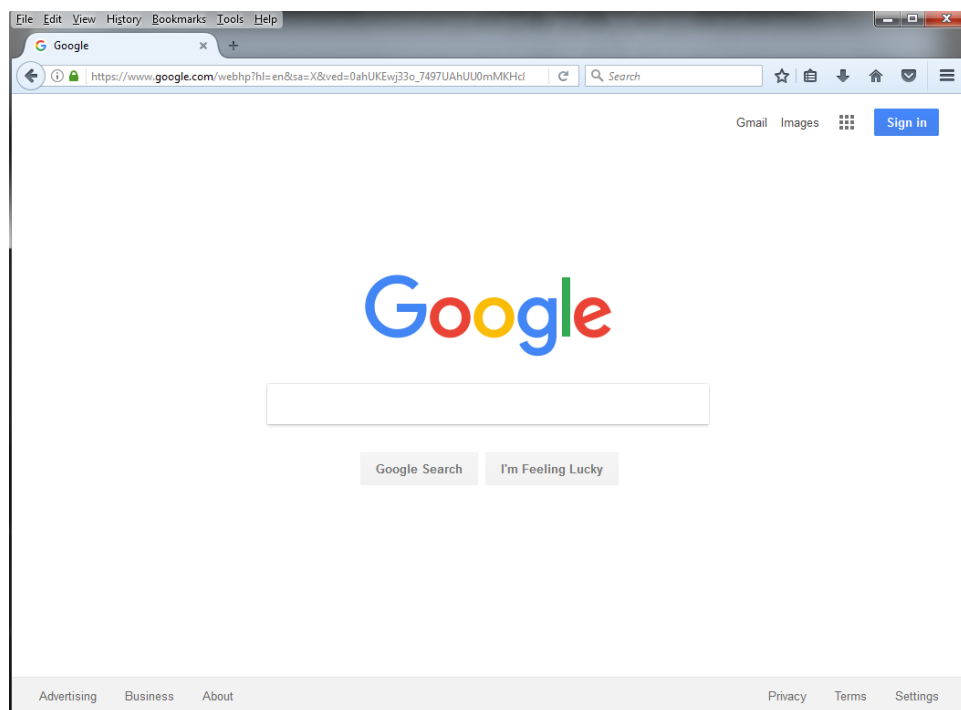 File Edit View History Bookmarks Tools Help
Google
https://www.google.com/webhp?hl=en&sa=X&ved=0ahUKEwj33o_7497UAhUU0mMKHcl
Search
Gmail Images
Sign in
Google
Google Search I'm Feeling Lucky
Advertising Business About
Privacy Terms Settings